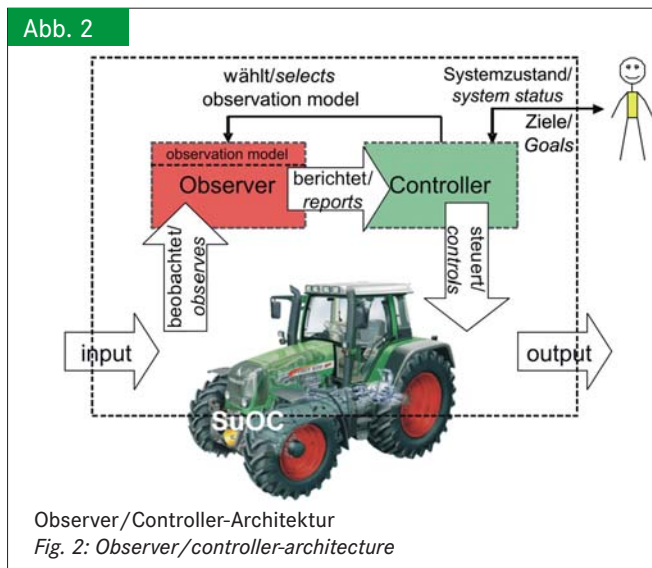 Abb. 2
wählt/selects
observation model
Systemzustand/
system status
Ziele/
Goals
observation model
Observer
berichtet/
reports
Controller
beobachtet/
observes
steuert/
controls
input
output
SuOC
Observer/Controller-Architektur
Fig. 2: Observer/controller-architecture